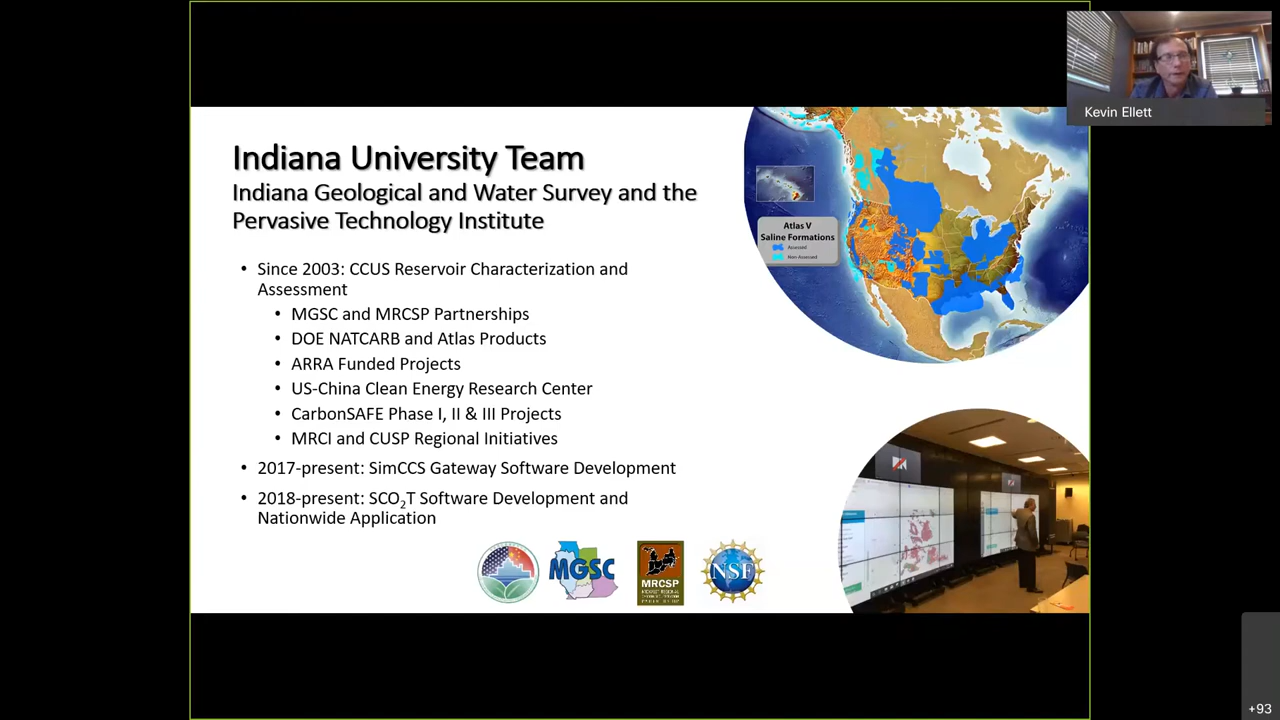 Kevin Ellett
Indiana University Team
Indiana Geological and Water Survey and the
Pervasive Technology Institute
• Since 2003: CCUS Reservoir Characterization and
Assessment
• MGSC and MRCSP Partnerships
• DOE NATCARB and Atlas Products
• ARRA Funded Projects
• US-China Clean Energy Research Center
• CarbonSAFE Phase I, II & III Projects
• MRCI and CUSP Regional Initiatives
• 2017-present: SimCCS Gateway Software Development
• 2018-present: SCO₂T Software Development and
Nationwide Application
Atlas V
Saline Formations
Assessed
Non Assessed
MGSC
MRCSP
NSF
+93